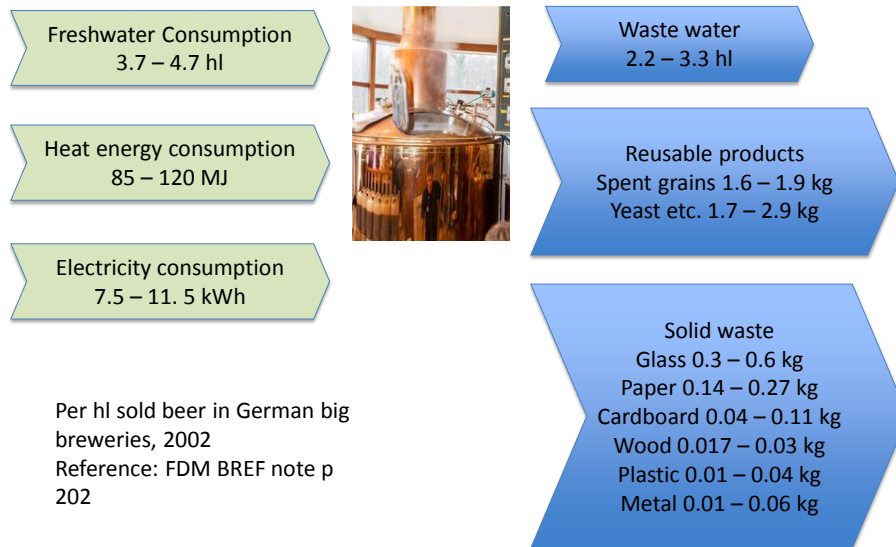 Freshwater Consumption
3.7 – 4.7 hl
Heat energy consumption
85 – 120 MJ
Electricity consumption
7.5 – 11. 5 kWh
Per hl sold beer in German big
breweries, 2002
Reference: FDM BREF note p
202
Waste water
2.2 – 3.3 hl
Reusable products
Spent grains 1.6 – 1.9 kg
Yeast etc. 1.7 – 2.9 kg
Solid waste
Glass 0.3 – 0.6 kg
Paper 0.14 – 0.27 kg
Cardboard 0.04 – 0.11 kg
Wood 0.017 – 0.03 kg
Plastic 0.01 – 0.04 kg
Metal 0.01 – 0.06 kg